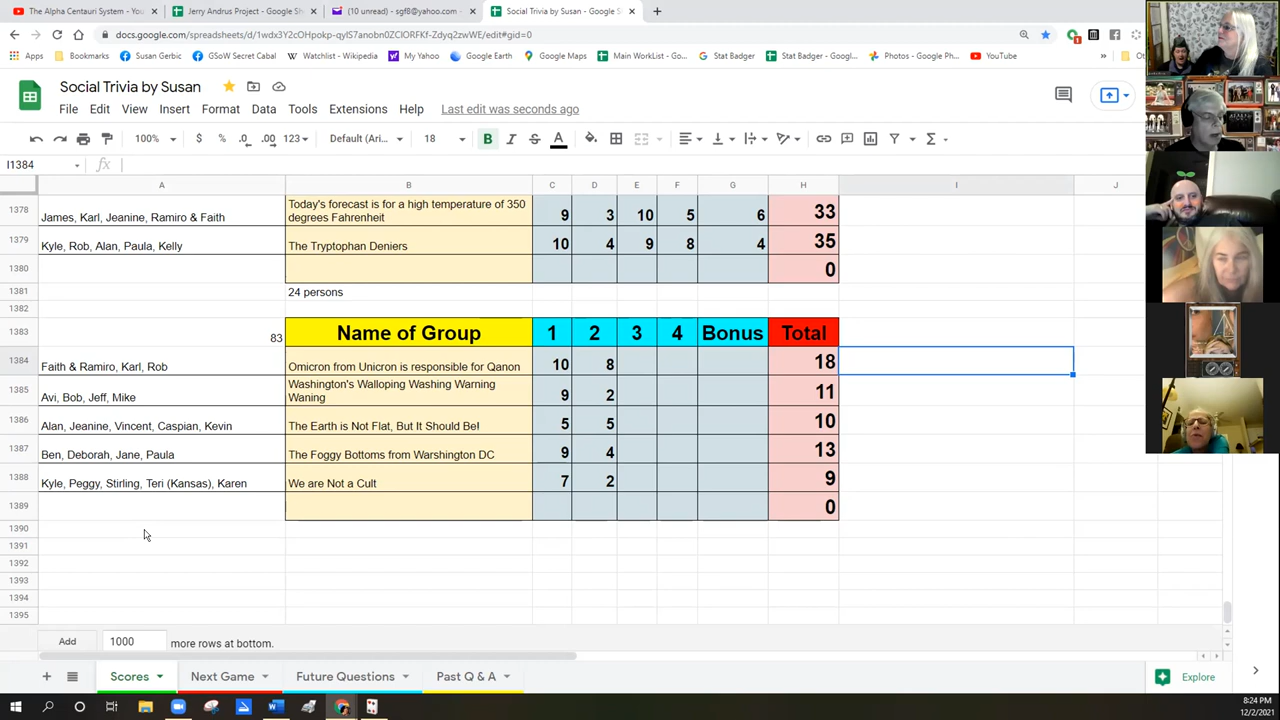 The Alpha Centauri System - You
Jerry Andrus Project - Google She
(10 unread) - sgf8@yahoo.com -
Social Trivia by Susan - Google S
docs.google.com/spreadsheets/d/1wdx3Y2cOHpokp-qyIS7anobn0ZCIORFKf-Zdyq2zwWE/edit#gid=0
Apps
Bookmarks
Susan Gerbic
GSoW Secret Cabal
Watchlist - Wikipedia
My Yahoo!
Google Earth
Google Maps
Main WorkList - Go...
Stat Badger
Stat Badger - Googl...
Photos - Google Ph...
YouTube
»
Social Trivia by Susan
File Edit View Insert Format Data Tools Extensions Help
Last edit was seconds ago
100% $ % .0 .00 123 Default (Ari... 18 B I S A
I1384 fx
A B C D E F G H I J
1378 James, Karl, Jeanine, Ramiro & Faith Today's forecast is for a high temperature of 350 degrees Fahrenheit 9 3 10 5 6 33
1379 Kyle, Rob, Alan, Paula, Kelly The Tryptophan Deniers 10 4 9 8 4 35
1380 0
1381 24 persons
1382
1383 83 Name of Group 1 2 3 4 Bonus Total
1384 Faith & Ramiro, Karl, Rob Omicron from Unicron is responsible for Qanon 10 8 18
1385 Avi, Bob, Jeff, Mike Washington's Walloping Washing Warning Waning 9 2 11
1386 Alan, Jeanine, Vincent, Caspian, Kevin The Earth is Not Flat, But It Should Be! 5 5 10
1387 Ben, Deborah, Jane, Paula The Foggy Bottoms from Warshington DC 9 4 13
1388 Kyle, Peggy, Stirling, Teri (Kansas), Karen We are Not a Cult 7 2 9
1389 0
1390
1391
1392
1393
1394
1395
Add 1000 more rows at bottom.
Scores
Next Game
Future Questions
Past Q & A
Explore
8:24 PM
12/2/2021